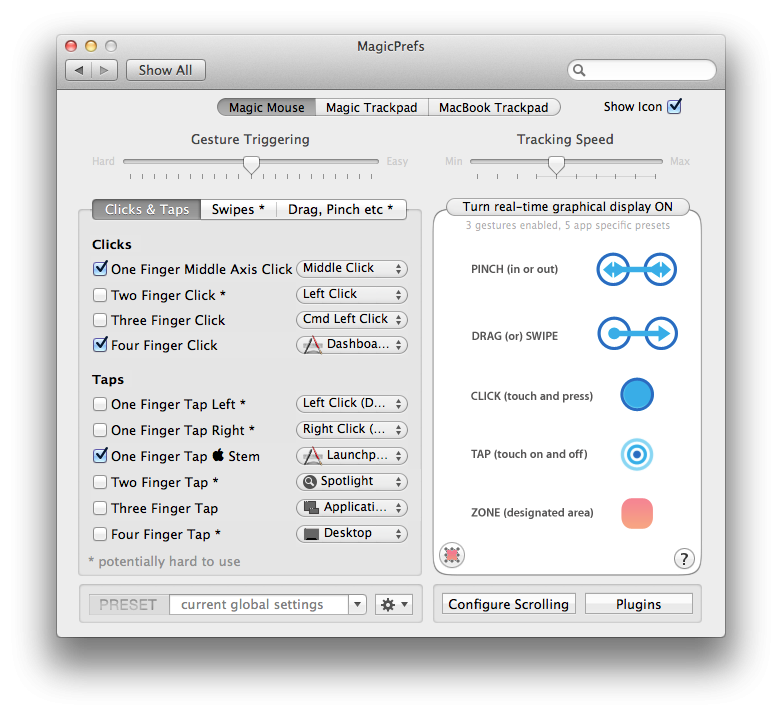 MagicPrefs
Show All
Magic Mouse Magic Trackpad MacBook Trackpad Show Icon
Gesture Triggering
Hard Easy
Tracking Speed
Min Max
Clicks & Taps Swipes * Drag, Pinch etc *
Clicks
One Finger Middle Axis Click Middle Click
Two Finger Click * Left Click
Three Finger Click Cmd Left Click
Four Finger Click Dashboa...
Taps
One Finger Tap Left * Left Click (D...
One Finger Tap Right * Right Click (...
One Finger Tap Stem Launchp...
Two Finger Tap * Spotlight
Three Finger Tap Applicati...
Four Finger Tap * Desktop
* potentially hard to use
PRESET current global settings
Turn real-time graphical display ON
3 gestures enabled, 5 app specific presets
PINCH (in or out)
DRAG (or) SWIPE
CLICK (touch and press)
TAP (touch on and off)
ZONE (designated area)
?
Configure Scrolling Plugins